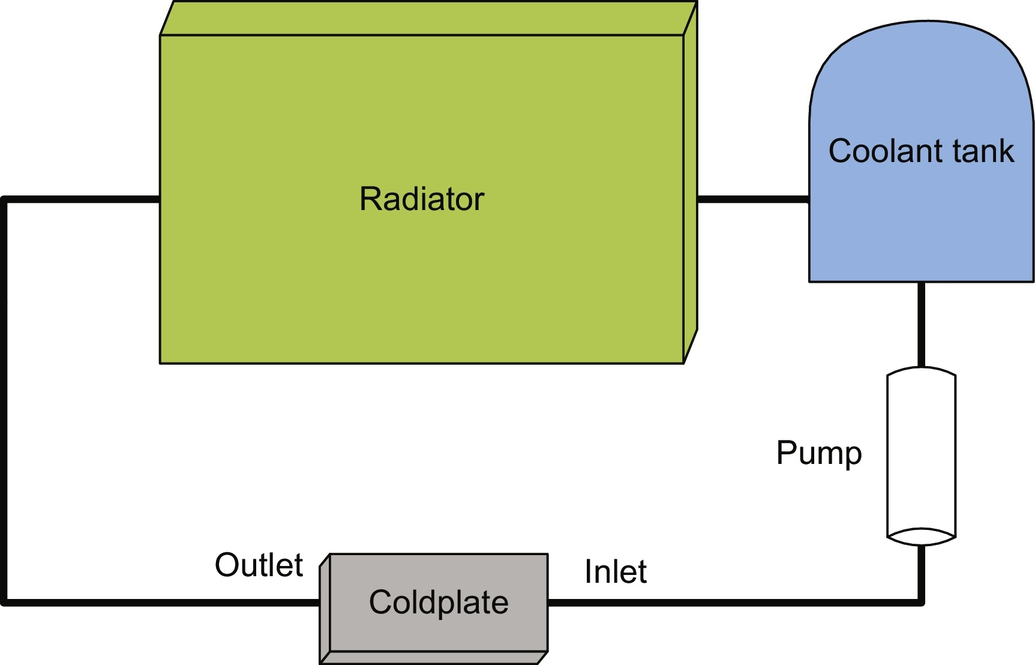 Radiator
Coolant tank
Pump
Outlet
Inlet
Coldplate